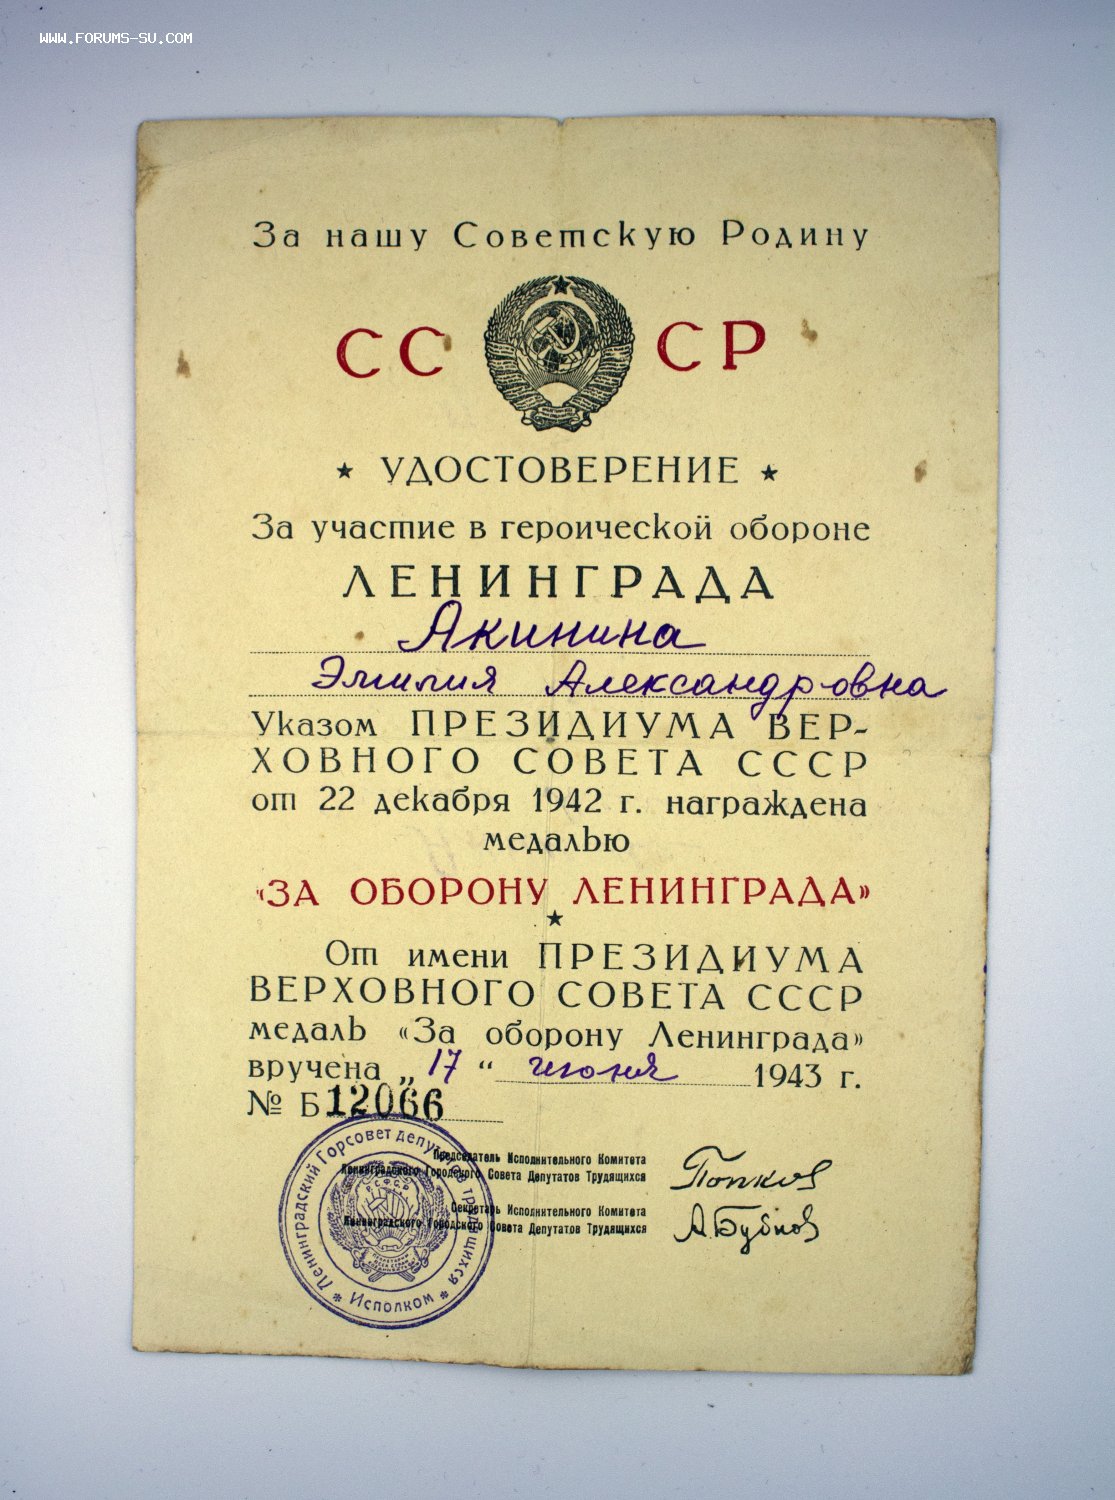 WWW.FORUMS-SU.COM
За нашу Советскую Родину
СС СР
★ УДОСТОВЕРЕНИЕ ★
За участие в героической обороне
ЛЕНИНГРАДА
Акинина
Эмилия Александровна
Указом ПРЕЗИДИУМА ВЕР-
ХОВНОГО СОВЕТА СССР
от 22 декабря 1942 г. награждена
медалью
«ЗА ОБОРОНУ ЛЕНИНГРАДА»
★
От имени ПРЕЗИДИУМА
ВЕРХОВНОГО СОВЕТА СССР
медаль «За оборону Ленинграда»
вручена „17“ июня 1943 г.
№ Б 12066
Председатель Исполнительного Комитета
Ленинградского Городского Совета Депутатов Трудящихся
Попков
Секретарь Исполнительного Комитета
Ленинградского Городского Совета Депутатов Трудящихся
А.Бубнов
Ленинградский Горсовет депутатов трудящихся
* Исполком *